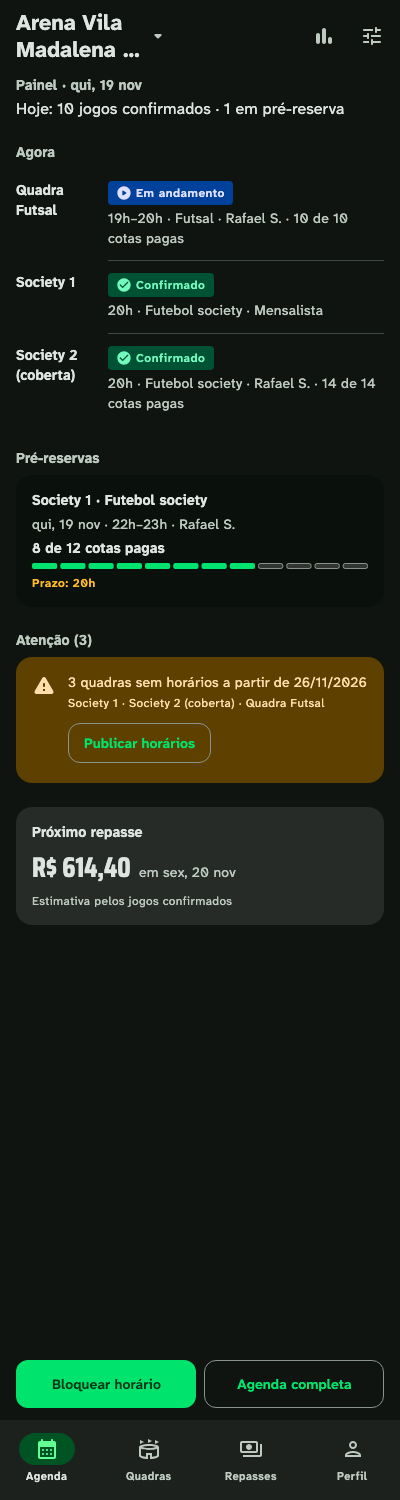 Arena Vila
Madalena ...
Painel · qui, 19 nov
Hoje: 10 jogos confirmados · 1 em pré-reserva
Agora
Quadra
Futsal
Em andamento
19h–20h · Futsal · Rafael S. · 10 de 10
cotas pagas
Society 1
Confirmado
20h · Futebol society · Mensalista
Society 2
(coberta)
Confirmado
20h · Futebol society · Rafael S. · 14 de 14
cotas pagas
Pré-reservas
Society 1 · Futebol society
qui, 19 nov · 22h–23h · Rafael S.
8 de 12 cotas pagas
Prazo: 20h
Atenção (3)
3 quadras sem horários a partir de 26/11/2026
Society 1 · Society 2 (coberta) · Quadra Futsal
Publicar horários
Próximo repasse
R$ 614,40 em sex, 20 nov
Estimativa pelos jogos confirmados
Bloquear horário
Agenda completa
Agenda
Quadras
Repasses
Perfil